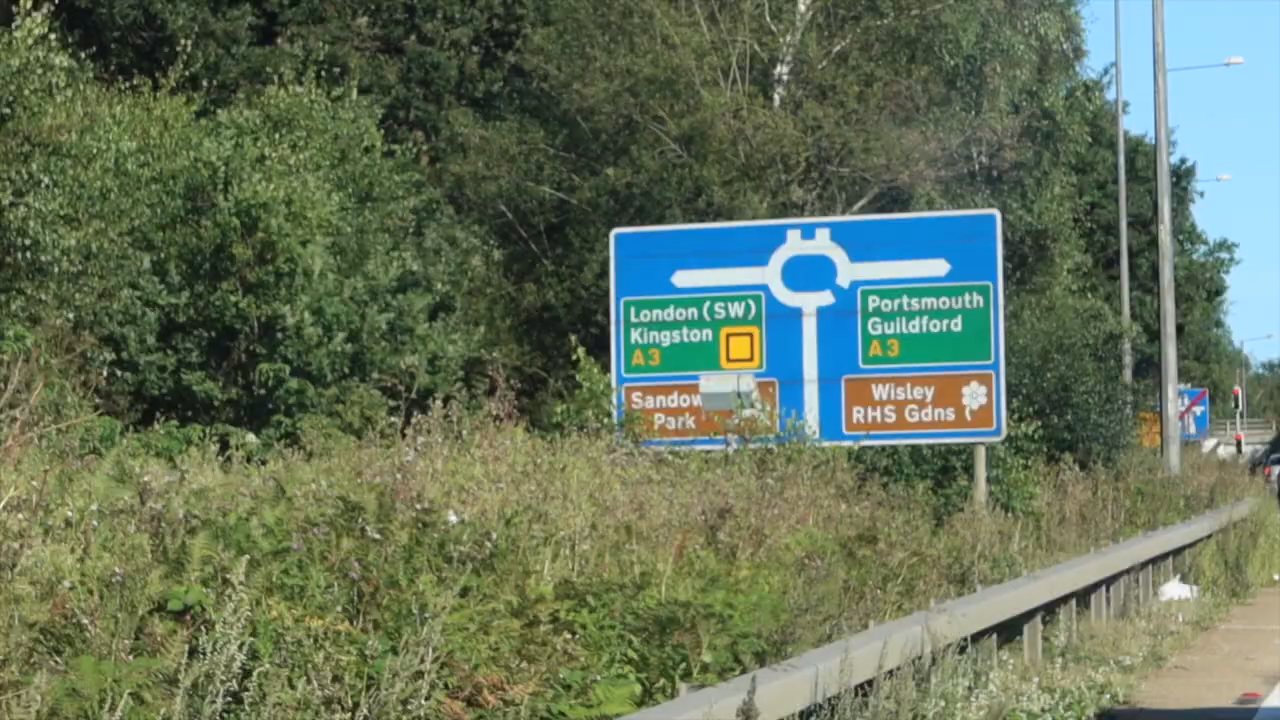 London (SW)
Kingston
A3
Portsmouth
Guildford
A3
Park
Wisley
RHS Gdns